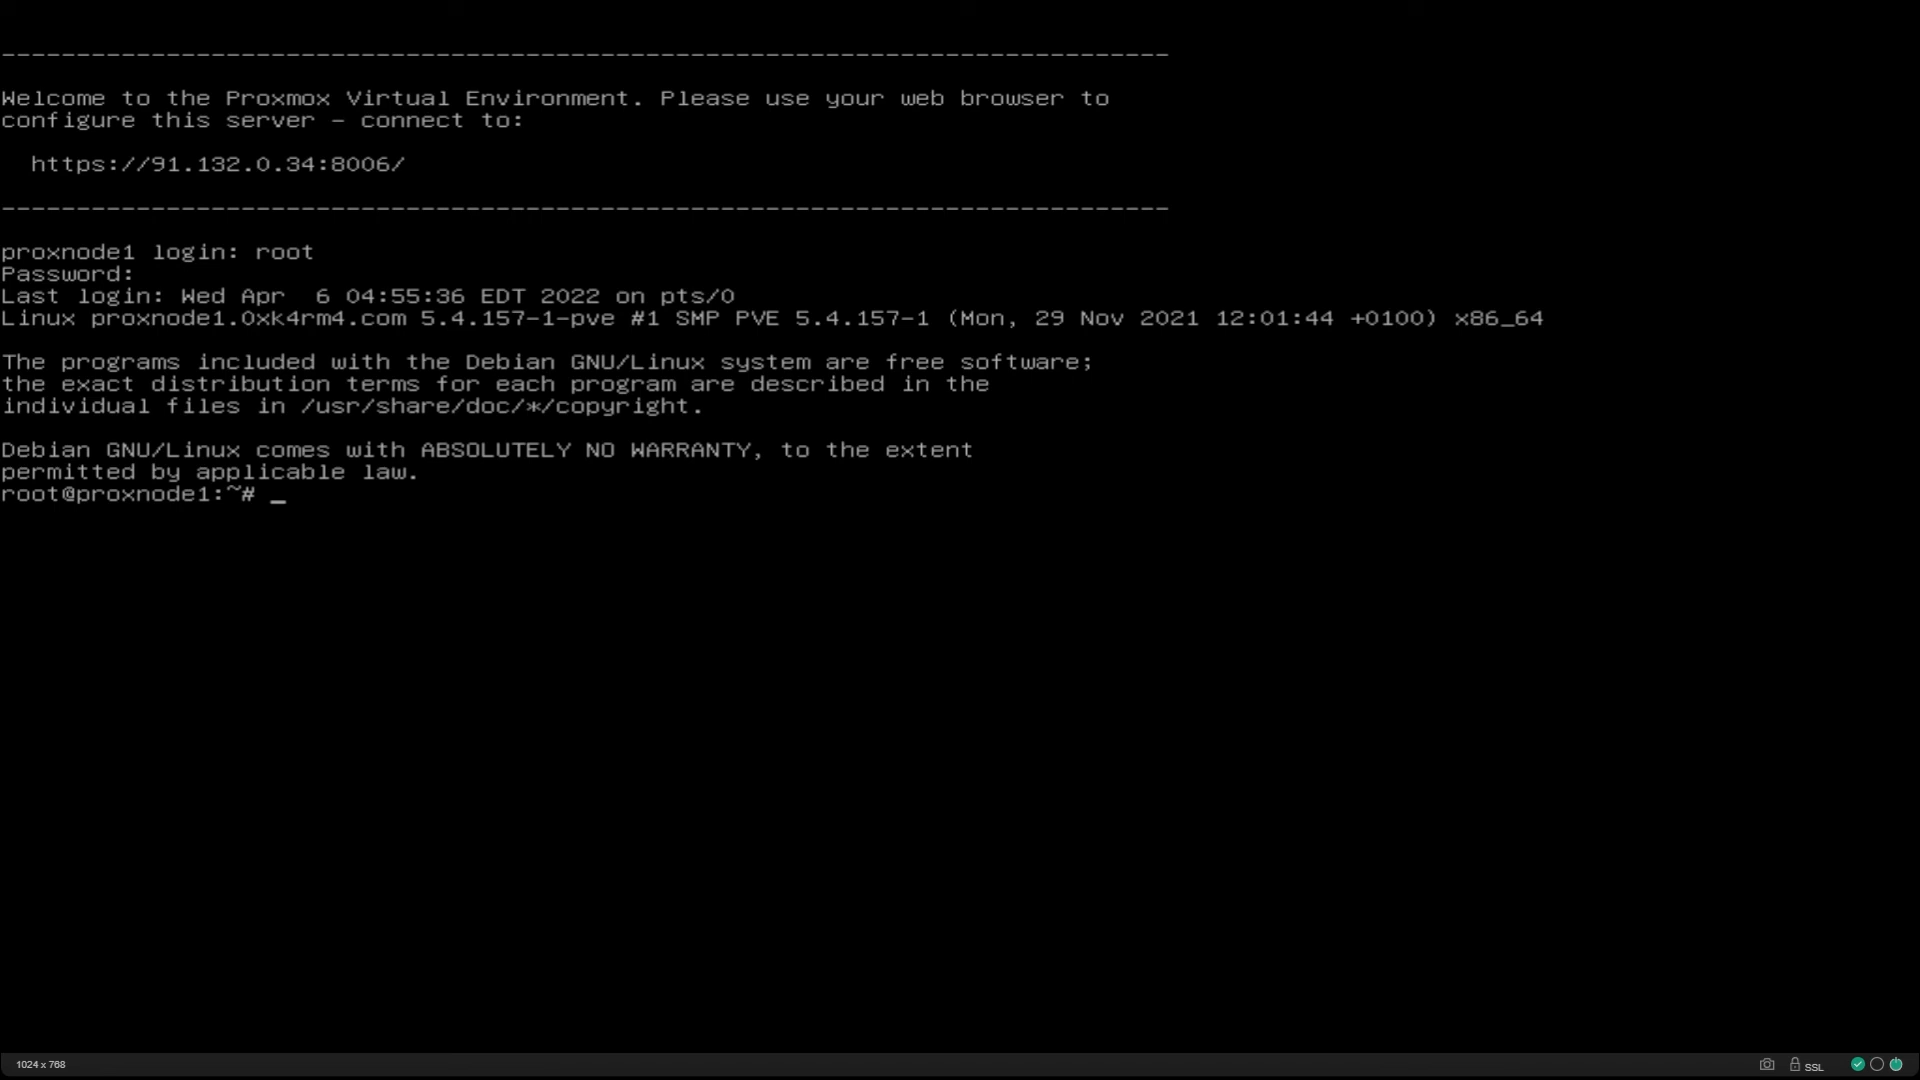 --------------------------------------------------------------------------------
Welcome to the Proxmox Virtual Environment. Please use your web browser to
configure this server - connect to:
https://91.132.0.34:8006/
--------------------------------------------------------------------------------
proxnode1 login: root
Password:
Last login: Wed Apr  6 04:55:36 EDT 2022 on pts/0
Linux proxnode1.0xk4rm4.com 5.4.157-1-pve #1 SMP PVE 5.4.157-1 (Mon, 29 Nov 2021 12:01:44 +0100) x86_64
The programs included with the Debian GNU/Linux system are free software;
the exact distribution terms for each program are described in the
individual files in /usr/share/doc/*/copyright.
Debian GNU/Linux comes with ABSOLUTELY NO WARRANTY, to the extent
permitted by applicable law.
root@proxnode1:~# _
1024 x 768
SSL